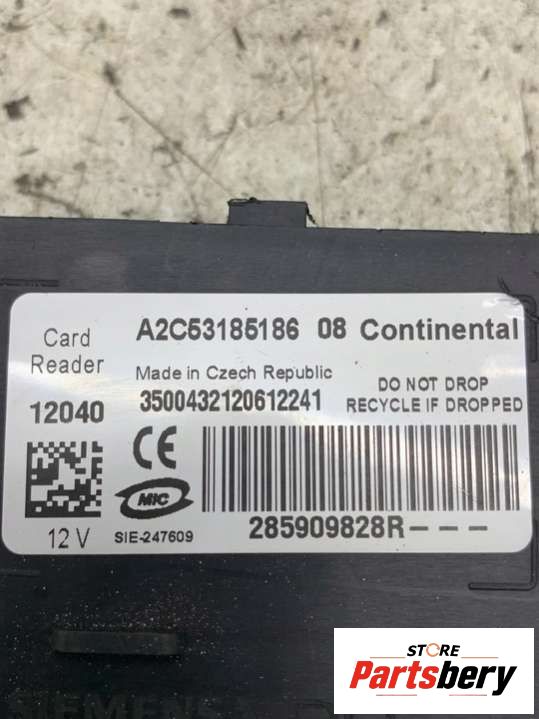 Card
Reader
12040
12 V
A2C53185186 08 Continental
Made in Czech Republic
3500432120612241
DO NOT DROP
RECYCLE IF DROPPED
CE
MIC
SIE-247609
285909828R---
SIEMENS
STORE
Partsbery